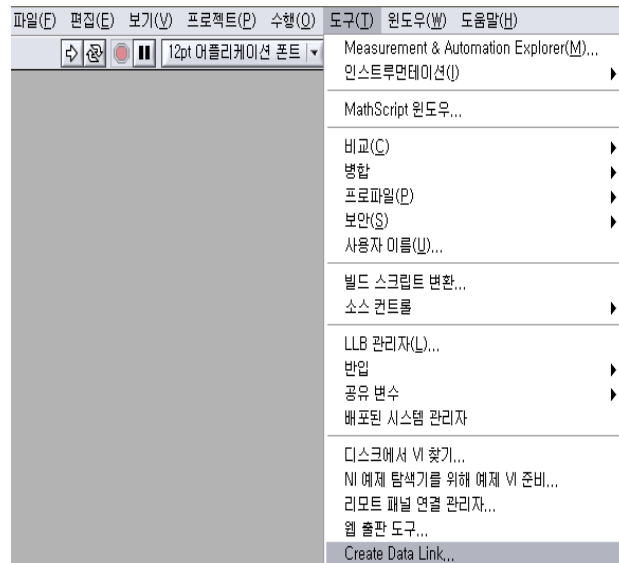 파일(F) 편집(E) 보기(V) 프로젝트(P) 수행(O) 도구(T) 윈도우(W) 도움말(H)
12pt 어플리케이션 폰트
Measurement & Automation Explorer(M)...
인스트루먼테이션(I)
MathScript 윈도우...
비교(C)
병합
프로파일(P)
보안(S)
사용자 이름(U)...
빌드 스크립트 변환...
소스 컨트롤
LLB 관리자(L)...
반입
공유 변수
배포된 시스템 관리자
디스크에서 VI 찾기...
NI 예제 탐색기를 위해 예제 VI 준비...
리모트 패널 연결 관리자...
웹 출판 도구...
Create Data Link...